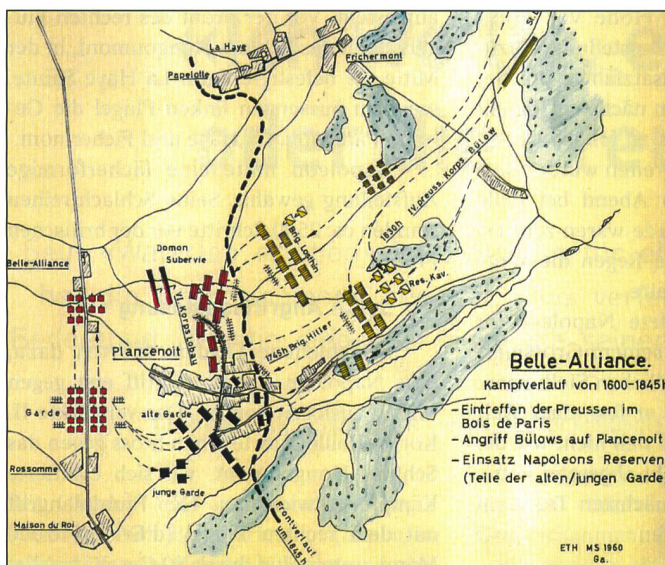 La Haye
Papelotte
Frichermont
St. L
IV. preuss. Korps Bülow
1630h
Brig. Losthin
Res. Kav.
Domon
Subervie
Belle-Alliance
VI. Korps Lobau
Plancenoit
1745h Brig. Hiller
Garde
alte Garde
junge Garde
Rossomme
Maison du Roi
Frontverlauf
um 1845h
Belle-Alliance.
Kampfverlauf von 1600-1845h
- Eintreffen der Preussen im
Bois de Paris
- Angriff Bülows auf Plancenoit
- Einsatz Napoleons Reserven
(Teile der alten/jungen Garde
ETH MS 1960
Ga.